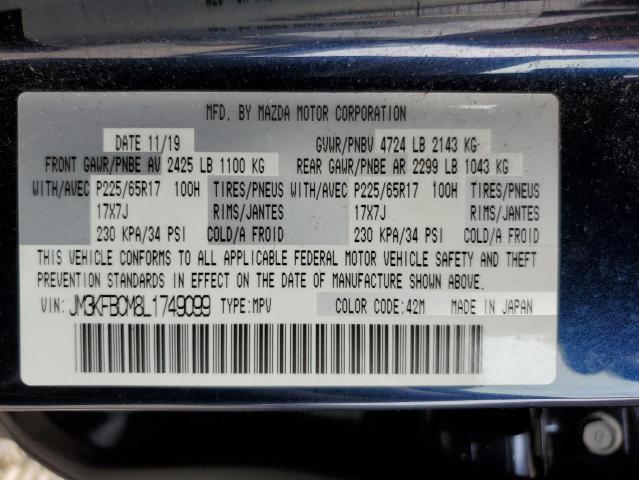 MAZDA MOTOR CORPORATION
MFD. BY MAZDA MOTOR CORPORATION
DATE 11/19 GVWR/PNBV 4724 LB 2143 KG
FRONT GAWR/PNBE AV 2425 LB 1100 KG REAR GAWR/PNBE AR 2299 LB 1043 KG
WITH/AVEC P225/65R17 100H TIRES/PNEUS WITH/AVEC P225/65R17 100H TIRES/PNEUS
17X7J RIMS/JANTES 17X7J RIMS/JANTES
230 KPA/34 PSI COLD/A FROID 230 KPA/34 PSI COLD/A FROID
THIS VEHICLE CONFORMS TO ALL APPLICABLE FEDERAL MOTOR VEHICLE SAFETY AND THEFT
PREVENTION STANDARDS IN EFFECT ON THE DATE OF MANUFACTURE SHOWN ABOVE.
VIN: JM3KFBCM8L1749099 TYPE:MPV COLOR CODE:42M MADE IN JAPAN